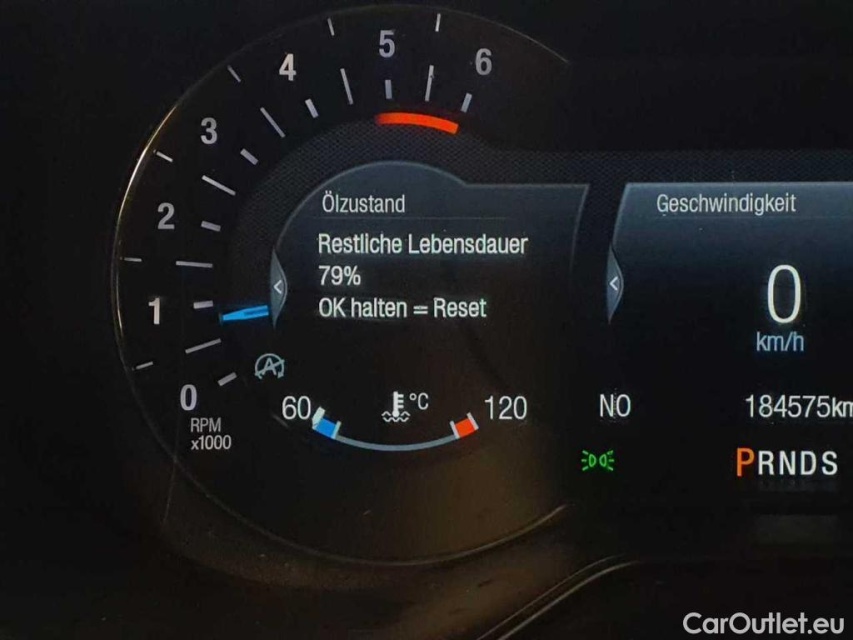 5
4
6
3
2
1
0
RPM
x1000
Ölzustand
Restliche Lebensdauer
79%
OK halten = Reset
60 °C 120
Geschwindigkeit
0
km/h
NO 184575km
PRNDS
CarOutlet.eu